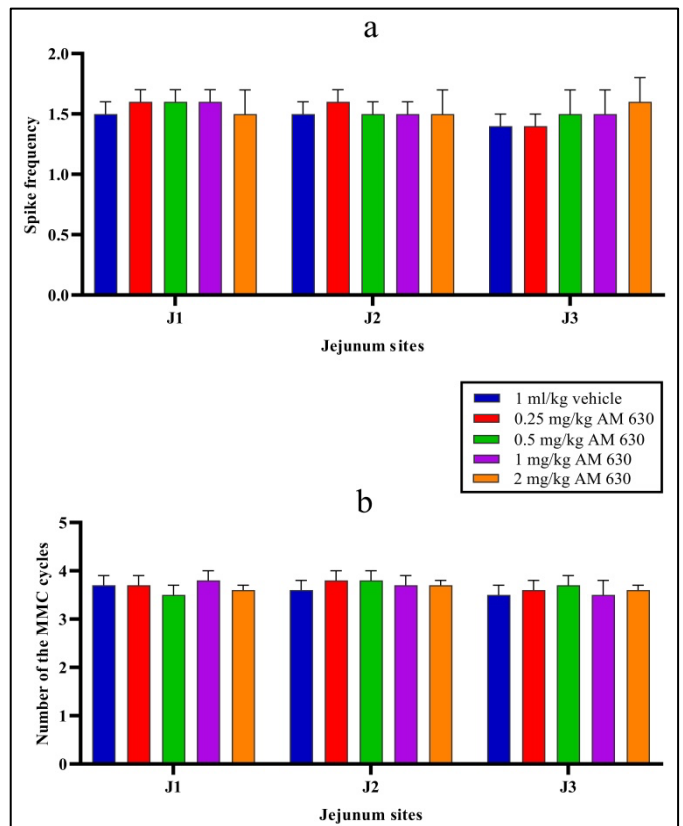 a
Spike frequency
2.0
1.5
1.0
0.5
0.0
J1 J2 J3
Jejunum sites
1 ml/kg vehicle
0.25 mg/kg AM 630
0.5 mg/kg AM 630
1 mg/kg AM 630
2 mg/kg AM 630
b
Number of the MMC cycles
5
4
3
2
1
0
J1 J2 J3
Jejunum sites